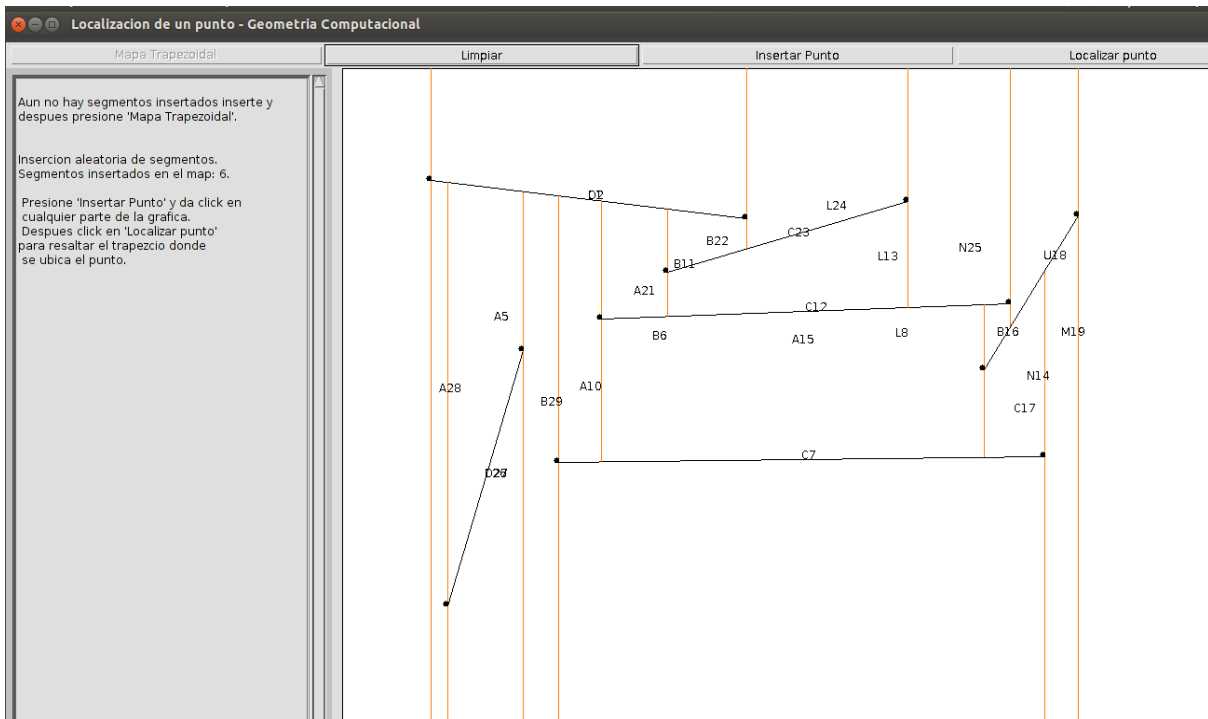 Localizacion de un punto - Geometria Computacional
Mapa Trapezoidal
Limpiar
Insertar Punto
Localizar punto
Aun no hay segmentos insertados inserte y
despues presione 'Mapa Trapezoidal'.
Insercion aleatoria de segmentos.
Segmentos insertados en el map: 6.
Presione 'Insertar Punto' y da click en
cualquier parte de la grafica.
Despues click en 'Localizar punto'
para resaltar el trapezcio donde
se ubica el punto.
L24
C23
B22
B11
L13
N25
U18
A21
C12
A5
B6
A15
L8
B16
M19
A28
A10
B29
N14
C17
C7